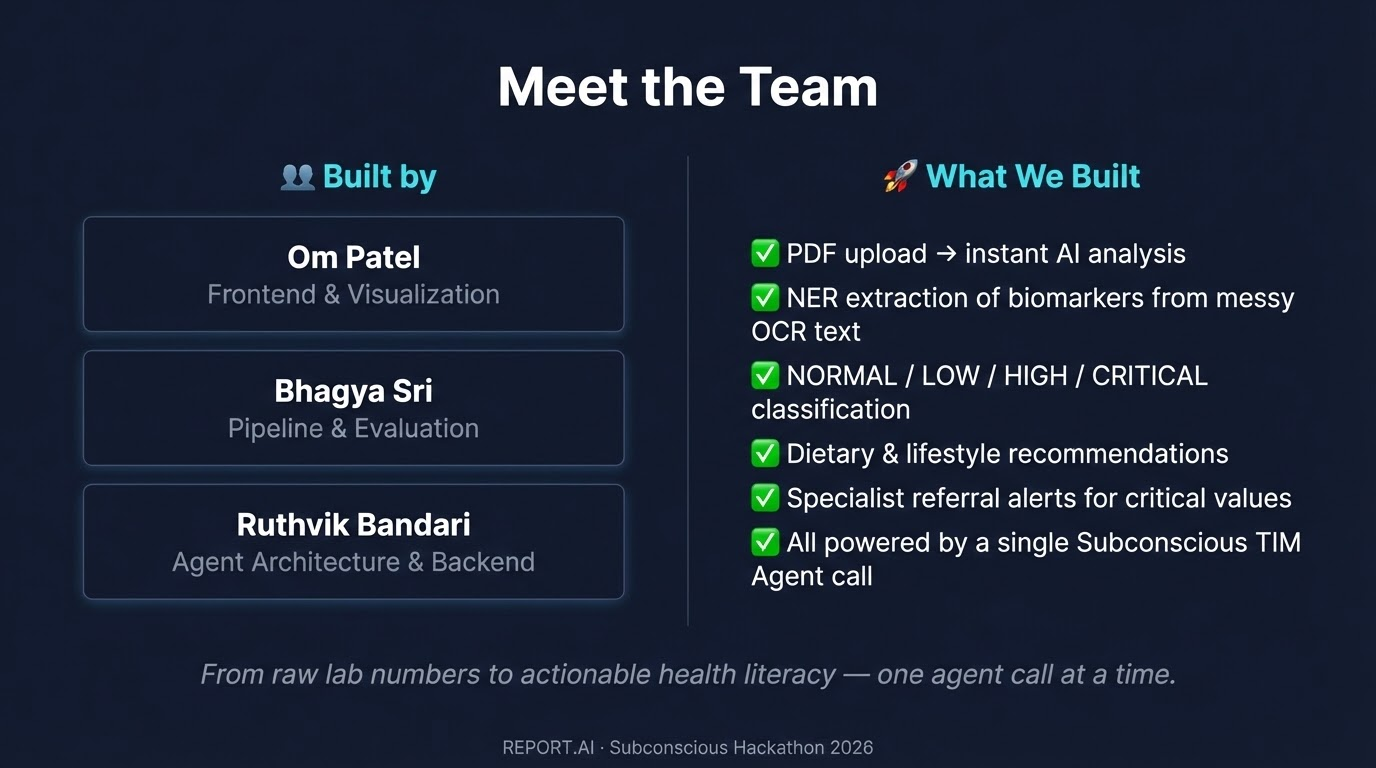 Meet the Team
👥 Built by
Om Patel
Frontend & Visualization
Bhagya Sri
Pipeline & Evaluation
Ruthvik Bandari
Agent Architecture & Backend
🚀 What We Built
✅ PDF upload → instant AI analysis
✅ NER extraction of biomarkers from messy
OCR text
✅ NORMAL / LOW / HIGH / CRITICAL
classification
✅ Dietary & lifestyle recommendations
✅ Specialist referral alerts for critical values
✅ All powered by a single Subconscious TIM
Agent call
From raw lab numbers to actionable health literacy — one agent call at a time.
REPORT.AI · Subconscious Hackathon 2026